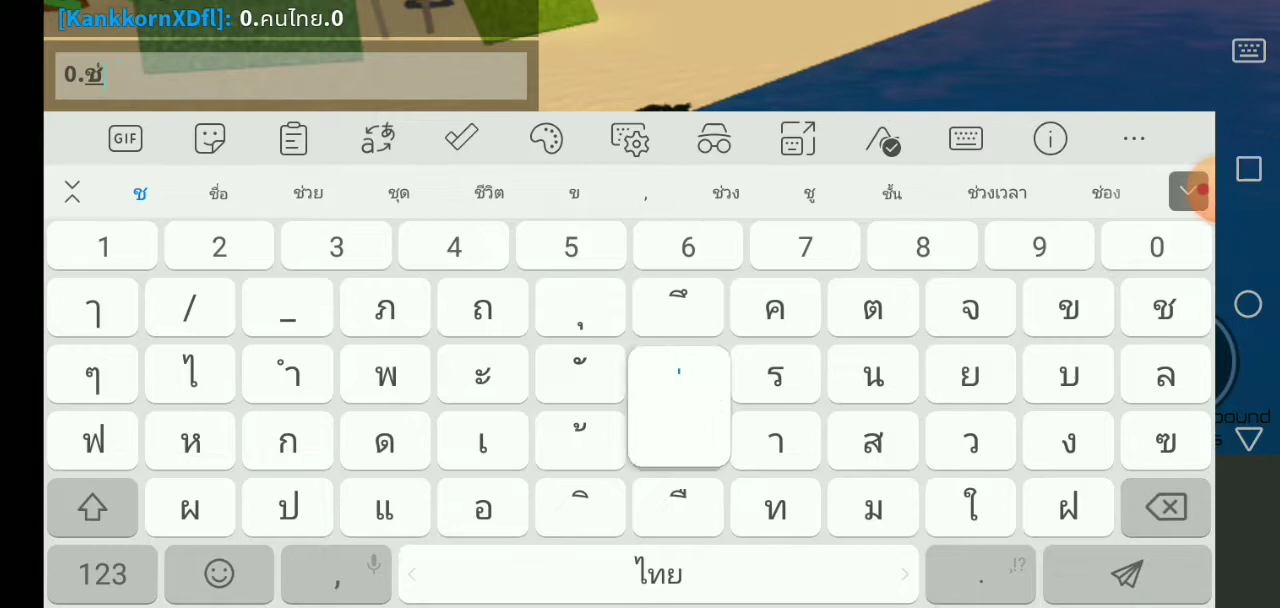 [KankkornXDfl]: 0.คนไทย.0
0.ช่
GIF
ช ชื่อ ช่วย ชุด ชีวิต ข , ช่วง ชู ชั้น ช่วงเวลา ช่อง
1 2 3 4 5 6 7 8 9 0
ๅ / _ ภ ถ ุ ึ ค ต จ ข ช
ๆ ไ ำ พ ะ ั ร น ย บ ล
ฟ ห ก ด เ ้ ่ า ส ว ง ฃ
ผ ป แ อ ิ ื ท ม ใ ฝ
123 , ไทย . ,!?